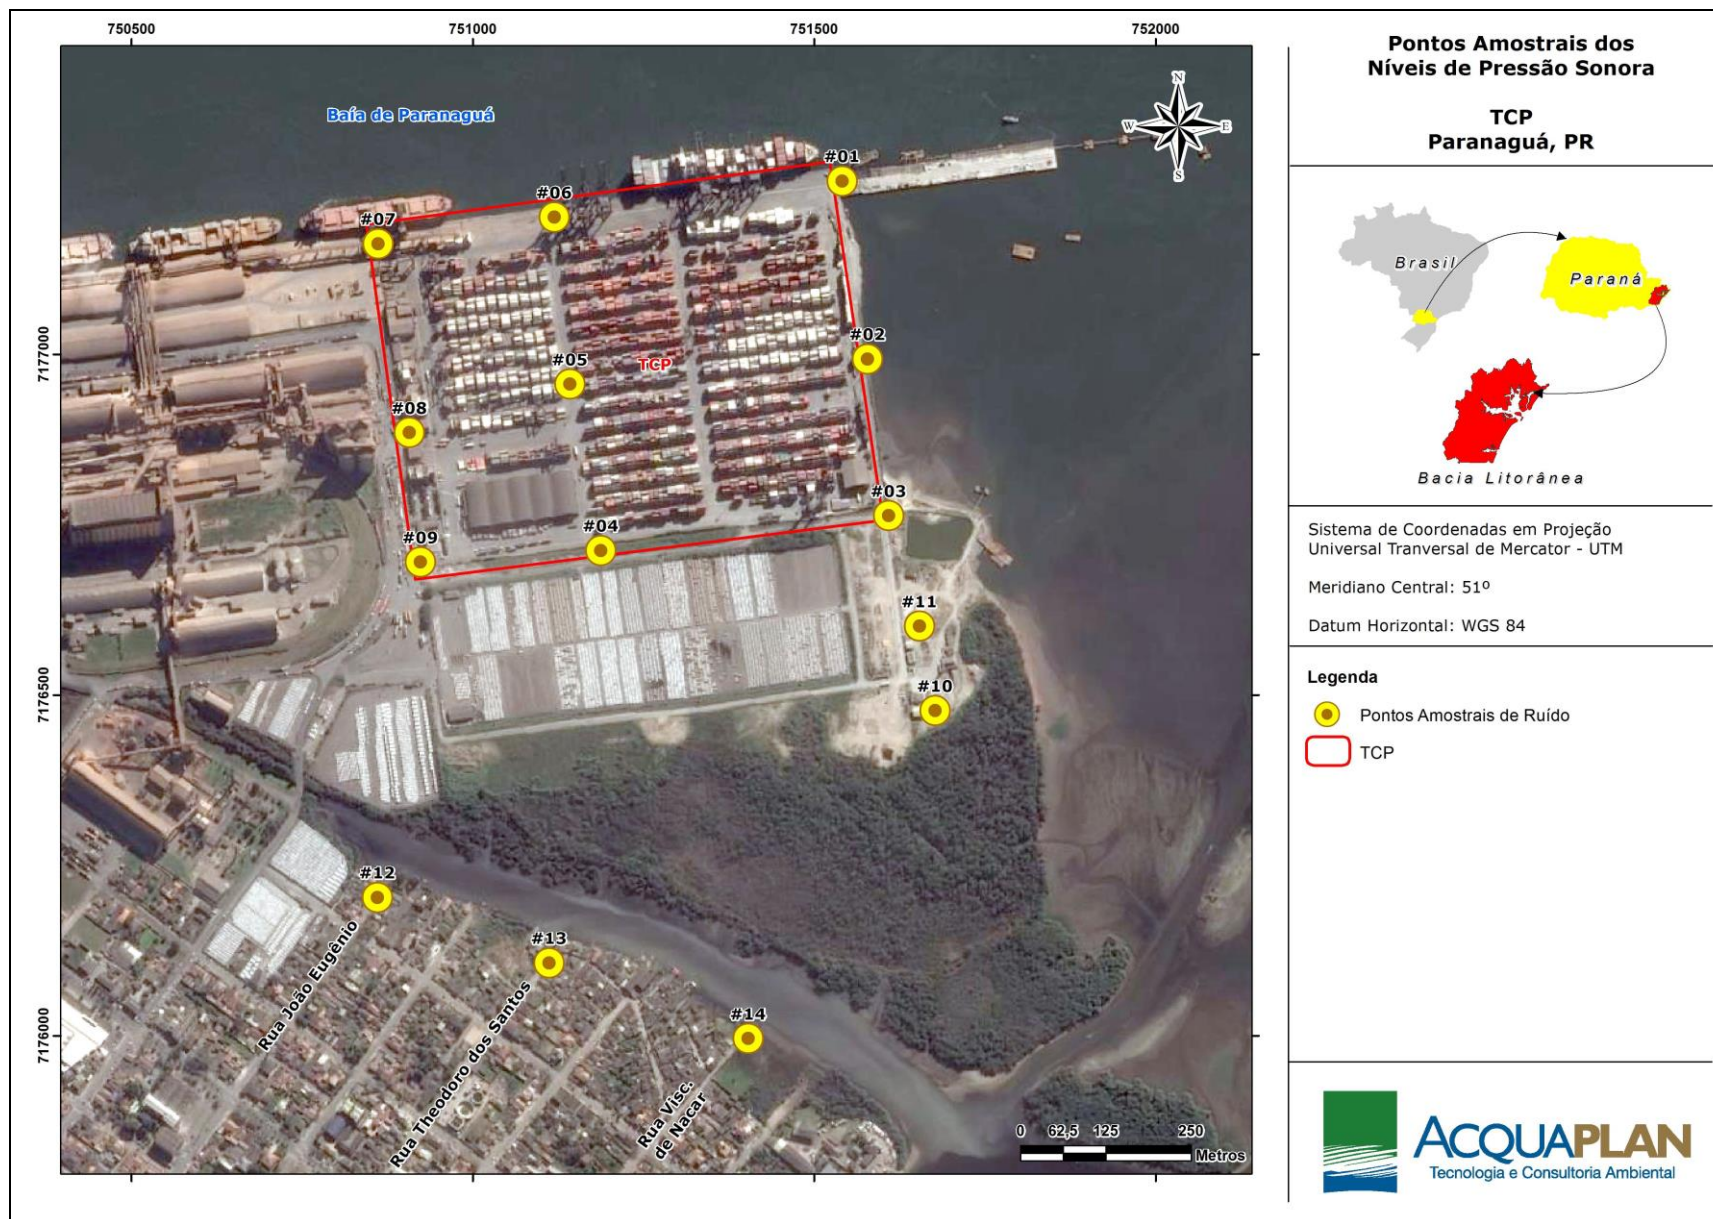 750500
751000
751500
752000
7177000
7176500
7176000
Baía de Paranaguá
N
W
E
S
#01
#06
#07
#02
#05
TCP
#08
#03
#04
#09
#11
#10
#12
#13
#14
Rua João Eugênio
Rua Theodoro dos Santos
Rua Visc.
de Nacar
0 62,5 125 250
Metros
Pontos Amostrais dos
Níveis de Pressão Sonora
TCP
Paranaguá, PR
Brasil
Paraná
Bacia Litorânea
Sistema de Coordenadas em Projeção
Universal Tranversal de Mercator - UTM
Meridiano Central: 51º
Datum Horizontal: WGS 84
Legenda
Pontos Amostrais de Ruído
TCP
ACQUAPLAN
Tecnologia e Consultoria Ambiental